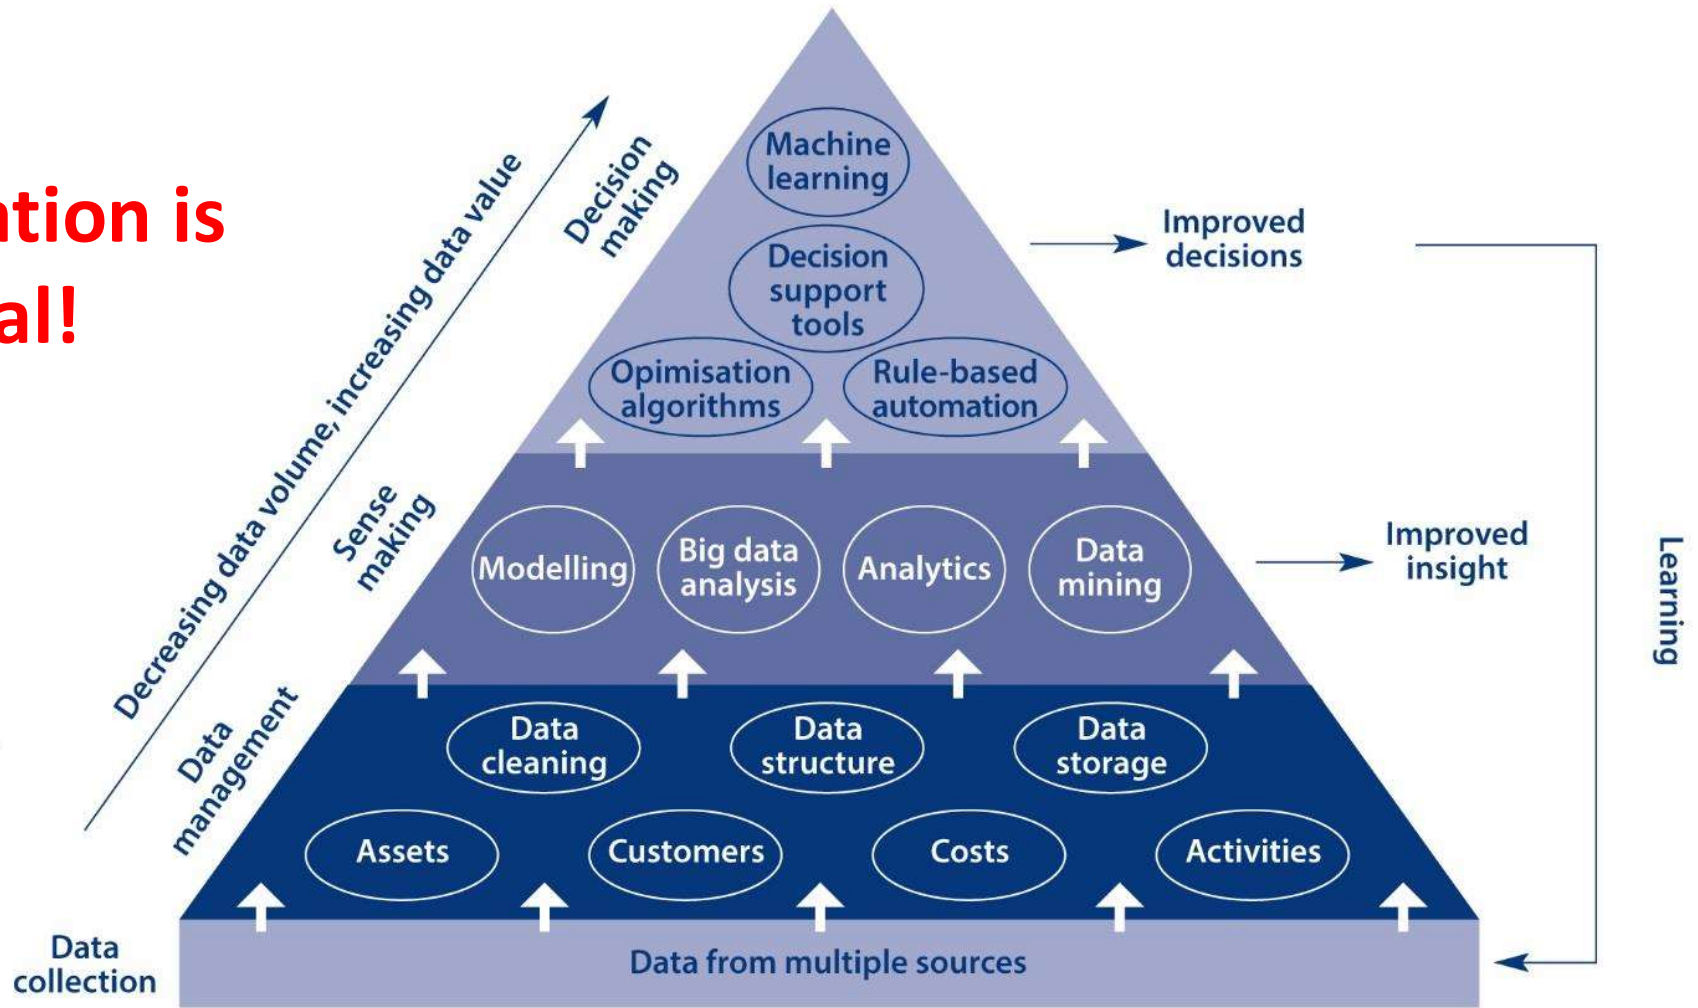 ation is
al!
Decreasing data volume, increasing data value
Decision
making
Machine
learning
Decision
support
tools
Opimisation
algorithms
Rule-based
automation
Improved
decisions
Sense
making
Modelling
Big data
analysis
Analytics
Data
mining
Improved
insight
Learning
Data
management
Data
cleaning
Data
structure
Data
storage
Assets
Customers
Costs
Activities
Data
collection
Data from multiple sources